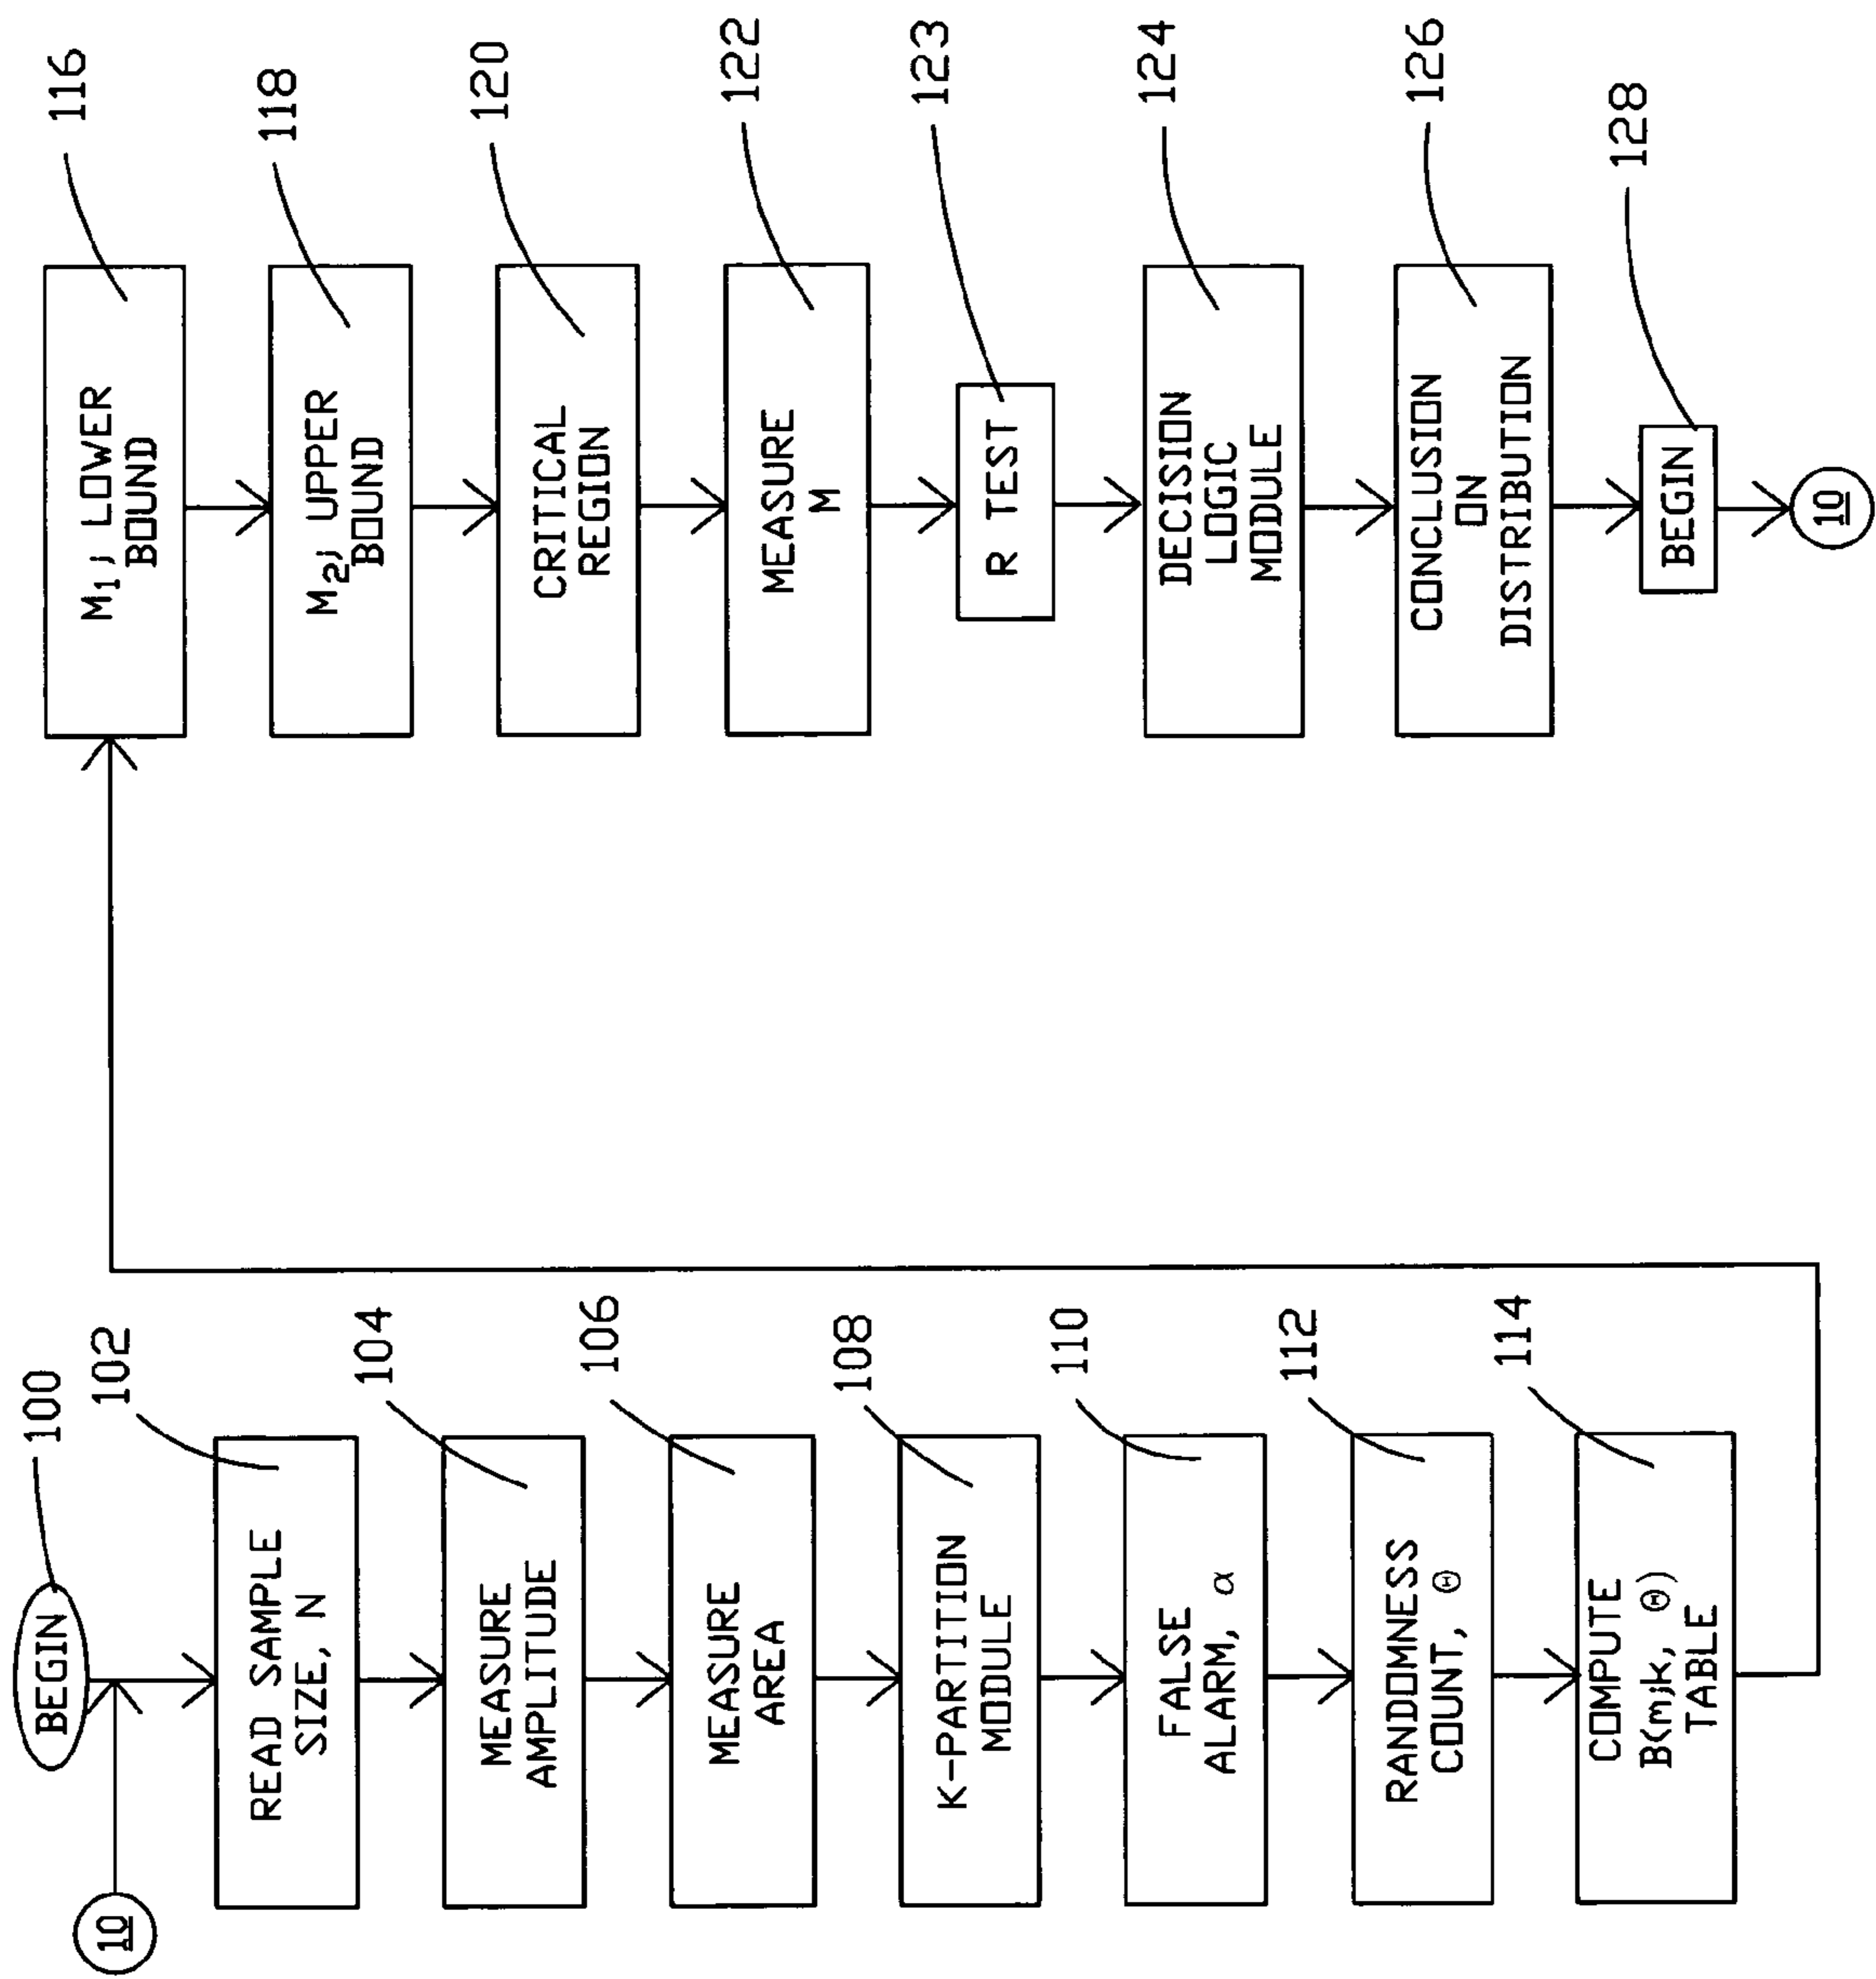 BEGIN
100
10
READ SAMPLE
SIZE, N
102
MEASURE
AMPLITUDE
104
MEASURE
AREA
106
K-PARTITION
MODULE
108
FALSE
ALARM, α
110
RANDOMNESS
COUNT, Θ
112
COMPUTE
B(m;k, Θ)
TABLE
114
M1; LOWER
BOUND
116
M2; UPPER
BOUND
118
CRITICAL
REGION
120
MEASURE
M
122
R TEST
123
DECISION
LOGIC
MODULE
124
CONCLUSION
ON
DISTRIBUTION
126
BEGIN
128
10